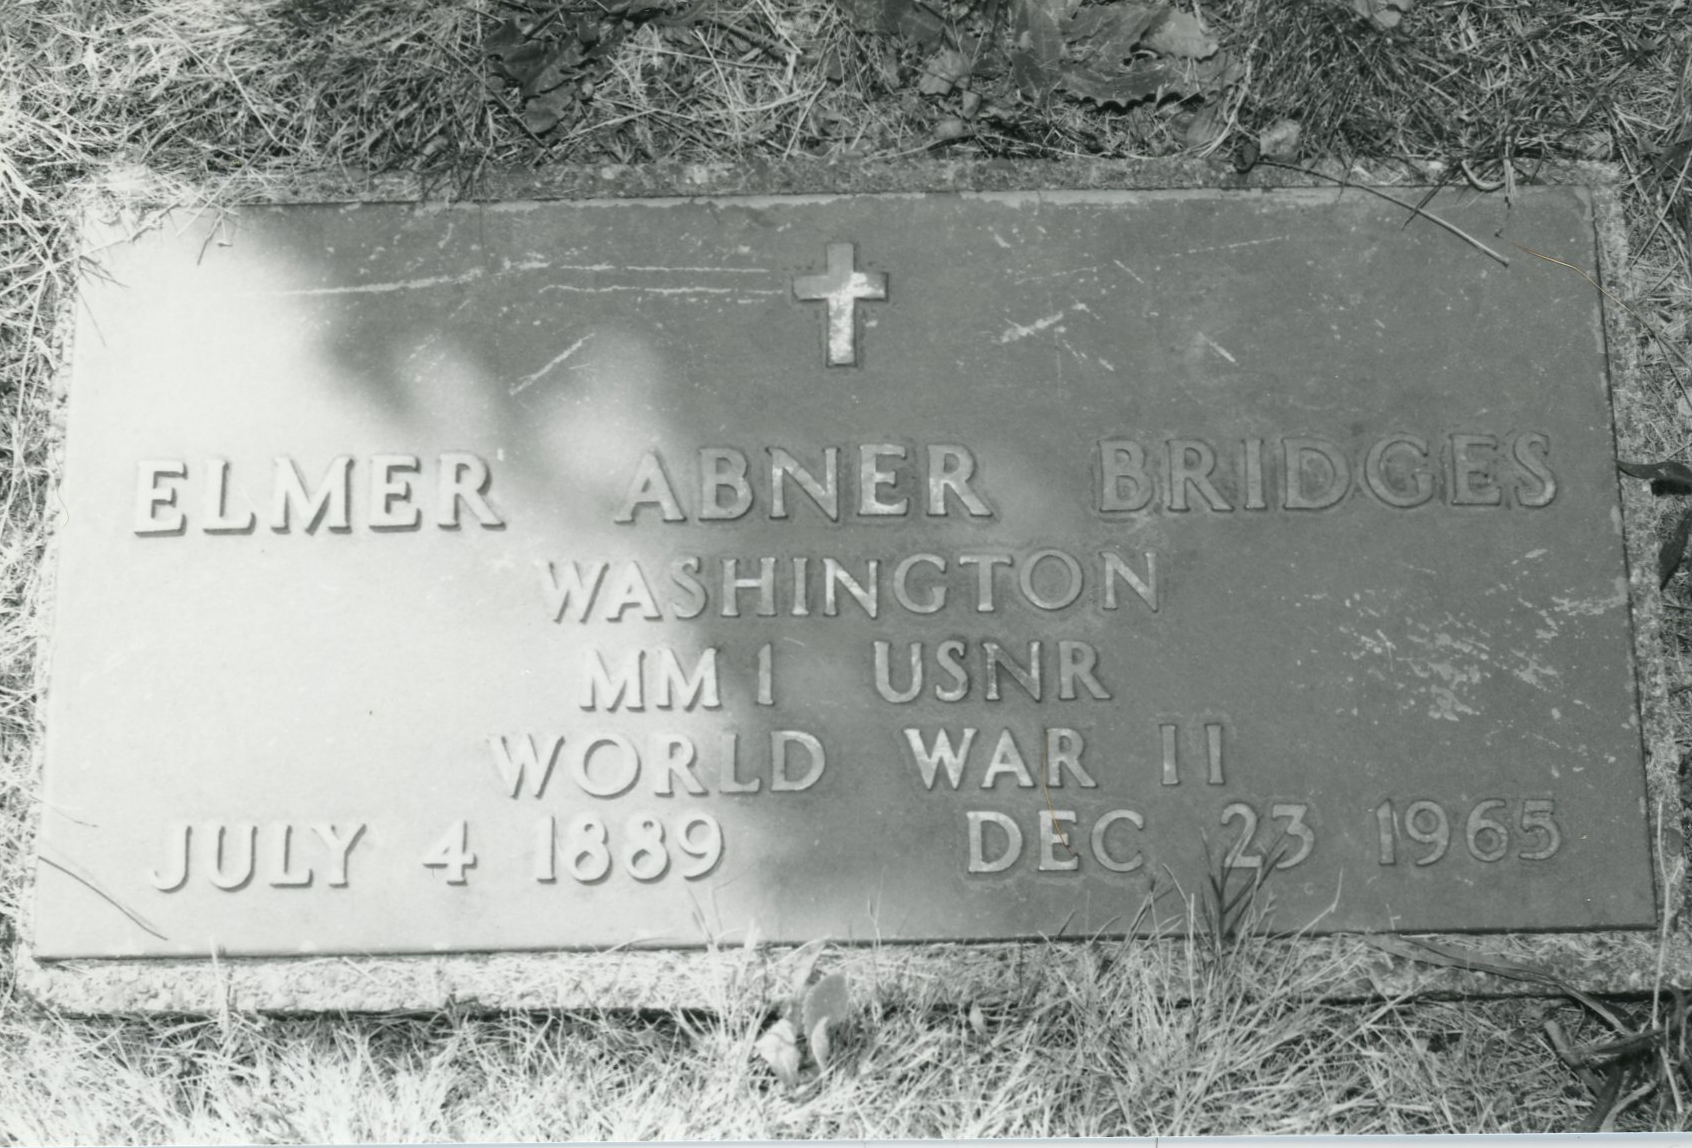 ELMER ABNER BRIDGES
WASHINGTON
MM1 USNR
WORLD WAR II
JULY 4 1889 DEC 23 1965